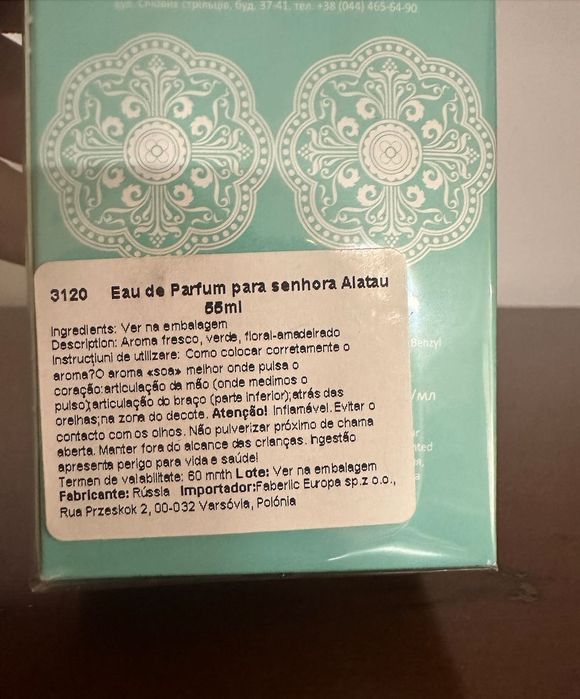 вул. Січових стрільців, буд. 37-41, тел. +38 (044) 465-64-90
3120 Eau de Parfum para senhora Alatau
55ml
Ingredients: Ver na embalagem
Description: Aroma fresco, verde, floral-amadeirado
Instrucţiuni de utilizare: Como colocar corretamente o
aroma?O aroma «soa» melhor onde pulsa o
coração:articulação da mão (onde medimos o
pulso);articulação do braço (parte inferior);atrás das
orelhas;na zona do decote. Atenção! Inflamável. Evitar o
contacto com os olhos. Não pulverizar próximo de chama
aberta. Manter fora do alcance das crianças. Ingestão
apresenta perigo para vida e saúde!
Termen de valabilitate: 60 mnth Lote: Ver na embalagem
Fabricante: Rússia Importador:Faberlic Europa sp.z o.o.,
Rua Przeskok 2, 00-032 Varsóvia, Polónia
Benzyl
/мл